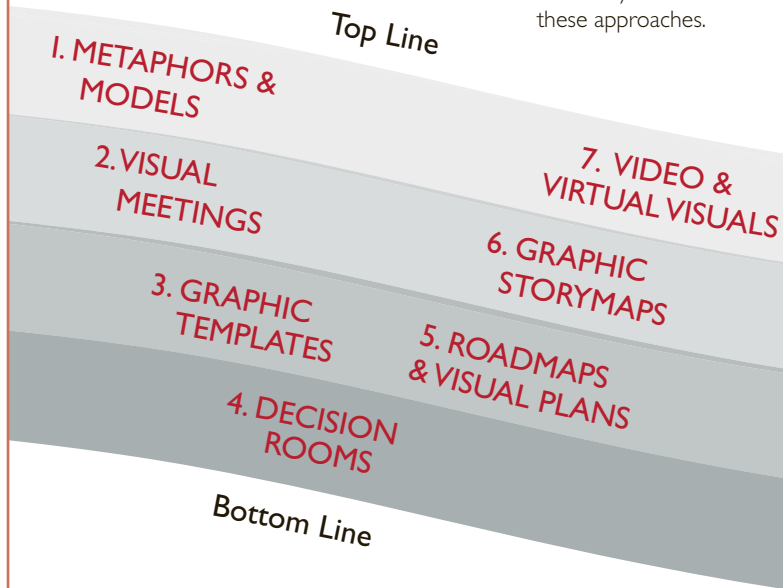 these approaches.
Top Line
1. METAPHORS &
MODELS
2. VISUAL
MEETINGS
3. GRAPHIC
TEMPLATES
4. DECISION
ROOMS
5. ROADMAPS
& VISUAL PLANS
6. GRAPHIC
STORYMAPS
7. VIDEO &
VIRTUAL VISUALS
Bottom Line